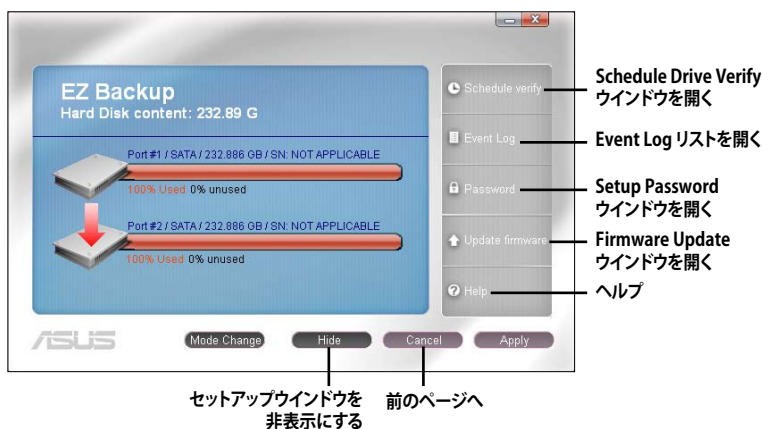 EZ Backup
Hard Disk content: 232.89 G
Port#1 / SATA / 232.886 GB / SN: NOT APPLICABLE
100% Used 0% unused
Port#2 / SATA / 232.886 GB / SN: NOT APPLICABLE
100% Used 0% unused
Schedule verify
Event Log
Password
Update firmware
Help
Schedule Drive Verify
ウインドウを開く
Event Log リストを開く
Setup Password
ウインドウを開く
Firmware Update
ウインドウを開く
ヘルプ
ASUS
Mode Change
Hide
Cancel
Apply
セットアップウインドウを
非表示にする
前のページへ